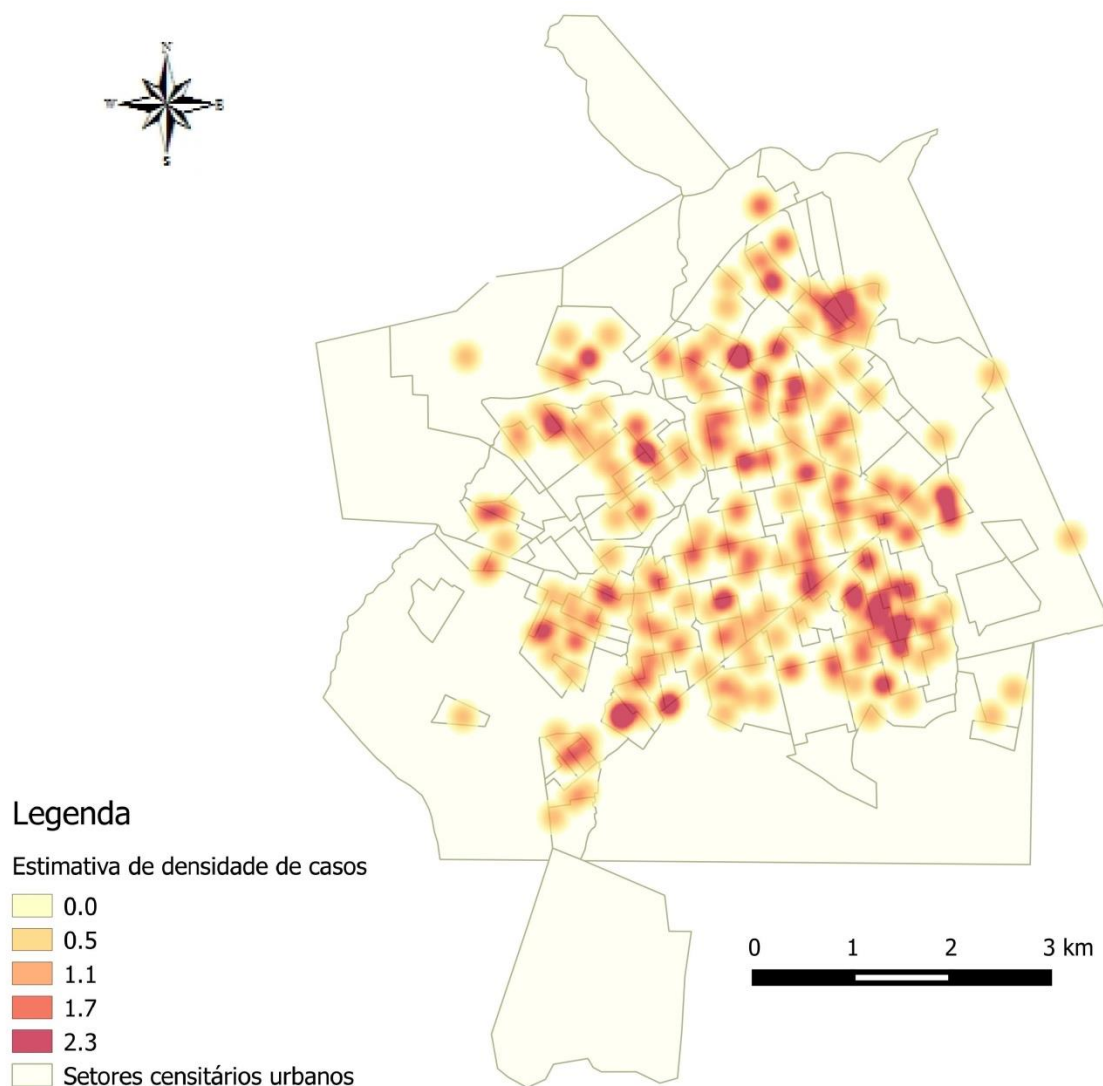 N
W E
S
Legenda
Estimativa de densidade de casos
0.0
0.5
1.1
1.7
2.3
Setores censitários urbanos
0 1 2 3 km